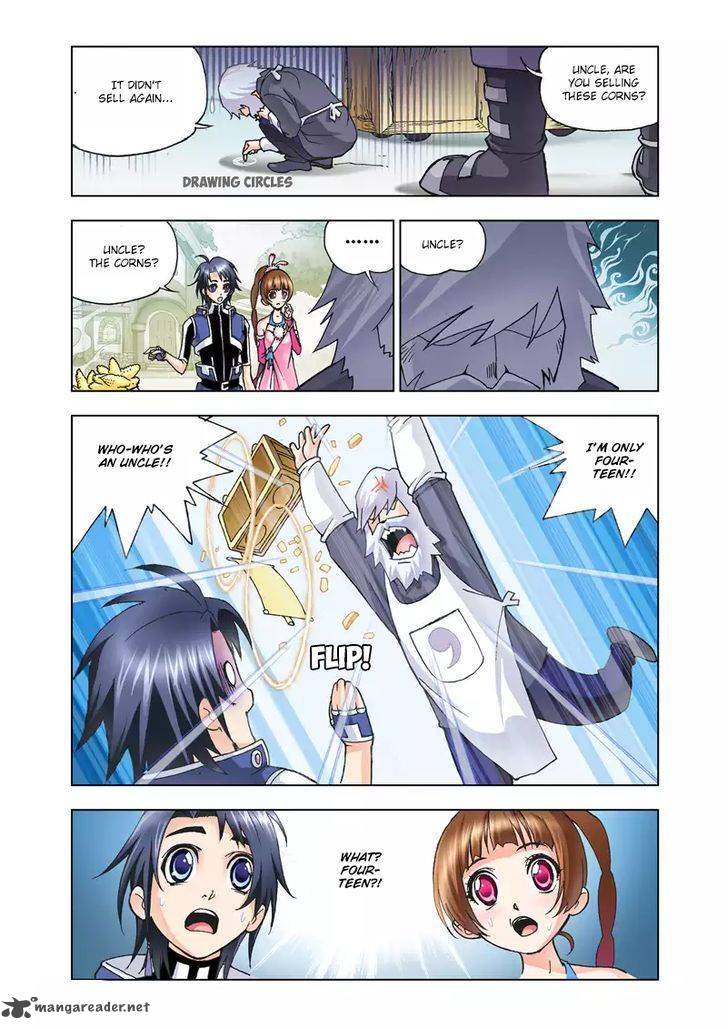 IT DIDN'T
SELL AGAIN...
UNCLE, ARE
YOU SELLING
THESE CORNS?
DRAWING CIRCLES
UNCLE?
THE CORNS?
......
UNCLE?
WHO-WHO'S
AN UNCLE!!
I'M ONLY
FOUR-
TEEN!!
FLIP!
WHAT?
FOUR-
TEEN?!
mangareader.net